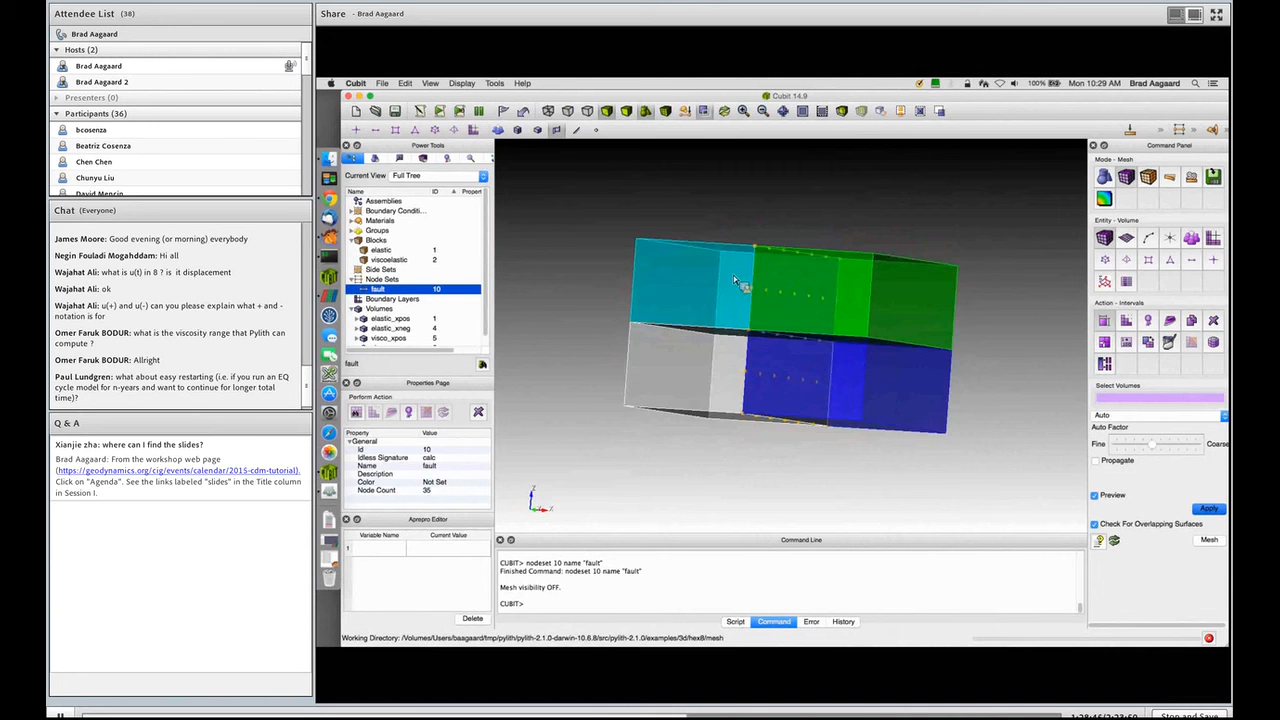 Attendee List (38)
Brad Aagaard
Hosts (2)
Brad Aagaard
Brad Aagaard 2
Presenters (0)
Participants (36)
bcosenza
Beatriz Cosenza
Chen Chen
Chunyu Liu
David Mencin
Chat (Everyone)
James Moore: Good evening (or morning) everybody
Negin Fouladi Mogahddam: Hi all
Wajahat Ali: what is u(t) in 8 ? is it displacement
Wajahat Ali: ok
Wajahat Ali: u(+) and u(-) can you please explain what + and -
notation is for
Omer Faruk BODUR: what is the viscosity range that Pylith can
compute ?
Omer Faruk BODUR: Allright
Paul Lundgren: what about easy restarting (i.e. if you run an EQ
cycle model for n-years and want to continue for longer total
time)?
Q & A
Xianjie zha: where can I find the slides?
Brad Aagaard: From the workshop web page
(https://geodynamics.org/cig/events/calendar/2015-cdm-tutorial).
Click on "Agenda". See the links labeled "slides" in the Title column
in Session I.
Share - Brad Aagaard
Cubit File Edit View Display Tools Help
100% Mon 10:29 AM Brad Aagaard
Cubit 14.9
Power Tools
Current View Full Tree
Name ID Propert
Assemblies
Boundary Conditi...
Materials
Groups
Blocks
elastic 1
viscoelastic 2
Side Sets
Node Sets
fault 10
Boundary Layers
Volumes
elastic_xpos 1
elastic_xneg 4
visco_xpos 5
fault
Properties Page
Perform Action
Property Value
General
Id 10
Idless Signature calc
Name fault
Description
Color Not Set
Node Count 35
Aprepro Editor
Variable Name Current Value
1
Delete
Z
X
Command Line
CUBIT> nodeset 10 name "fault"
Finished Command: nodeset 10 name "fault"
Mesh visibility OFF.
CUBIT>
Script Command Error History
Working Directory: /Volumes/Users/baagaard/tmp/pylith/pylith-2.1.0-darwin-10.6.8/src/pylith-2.1.0/examples/3d/hex8/mesh
Command Panel
Mode - Mesh
Entity - Volume
Action - Intervals
Select Volumes
Auto
Auto Factor
Fine Coarse
Propagate
Preview
Apply
Check For Overlapping Surfaces
Mesh
Stop and Save